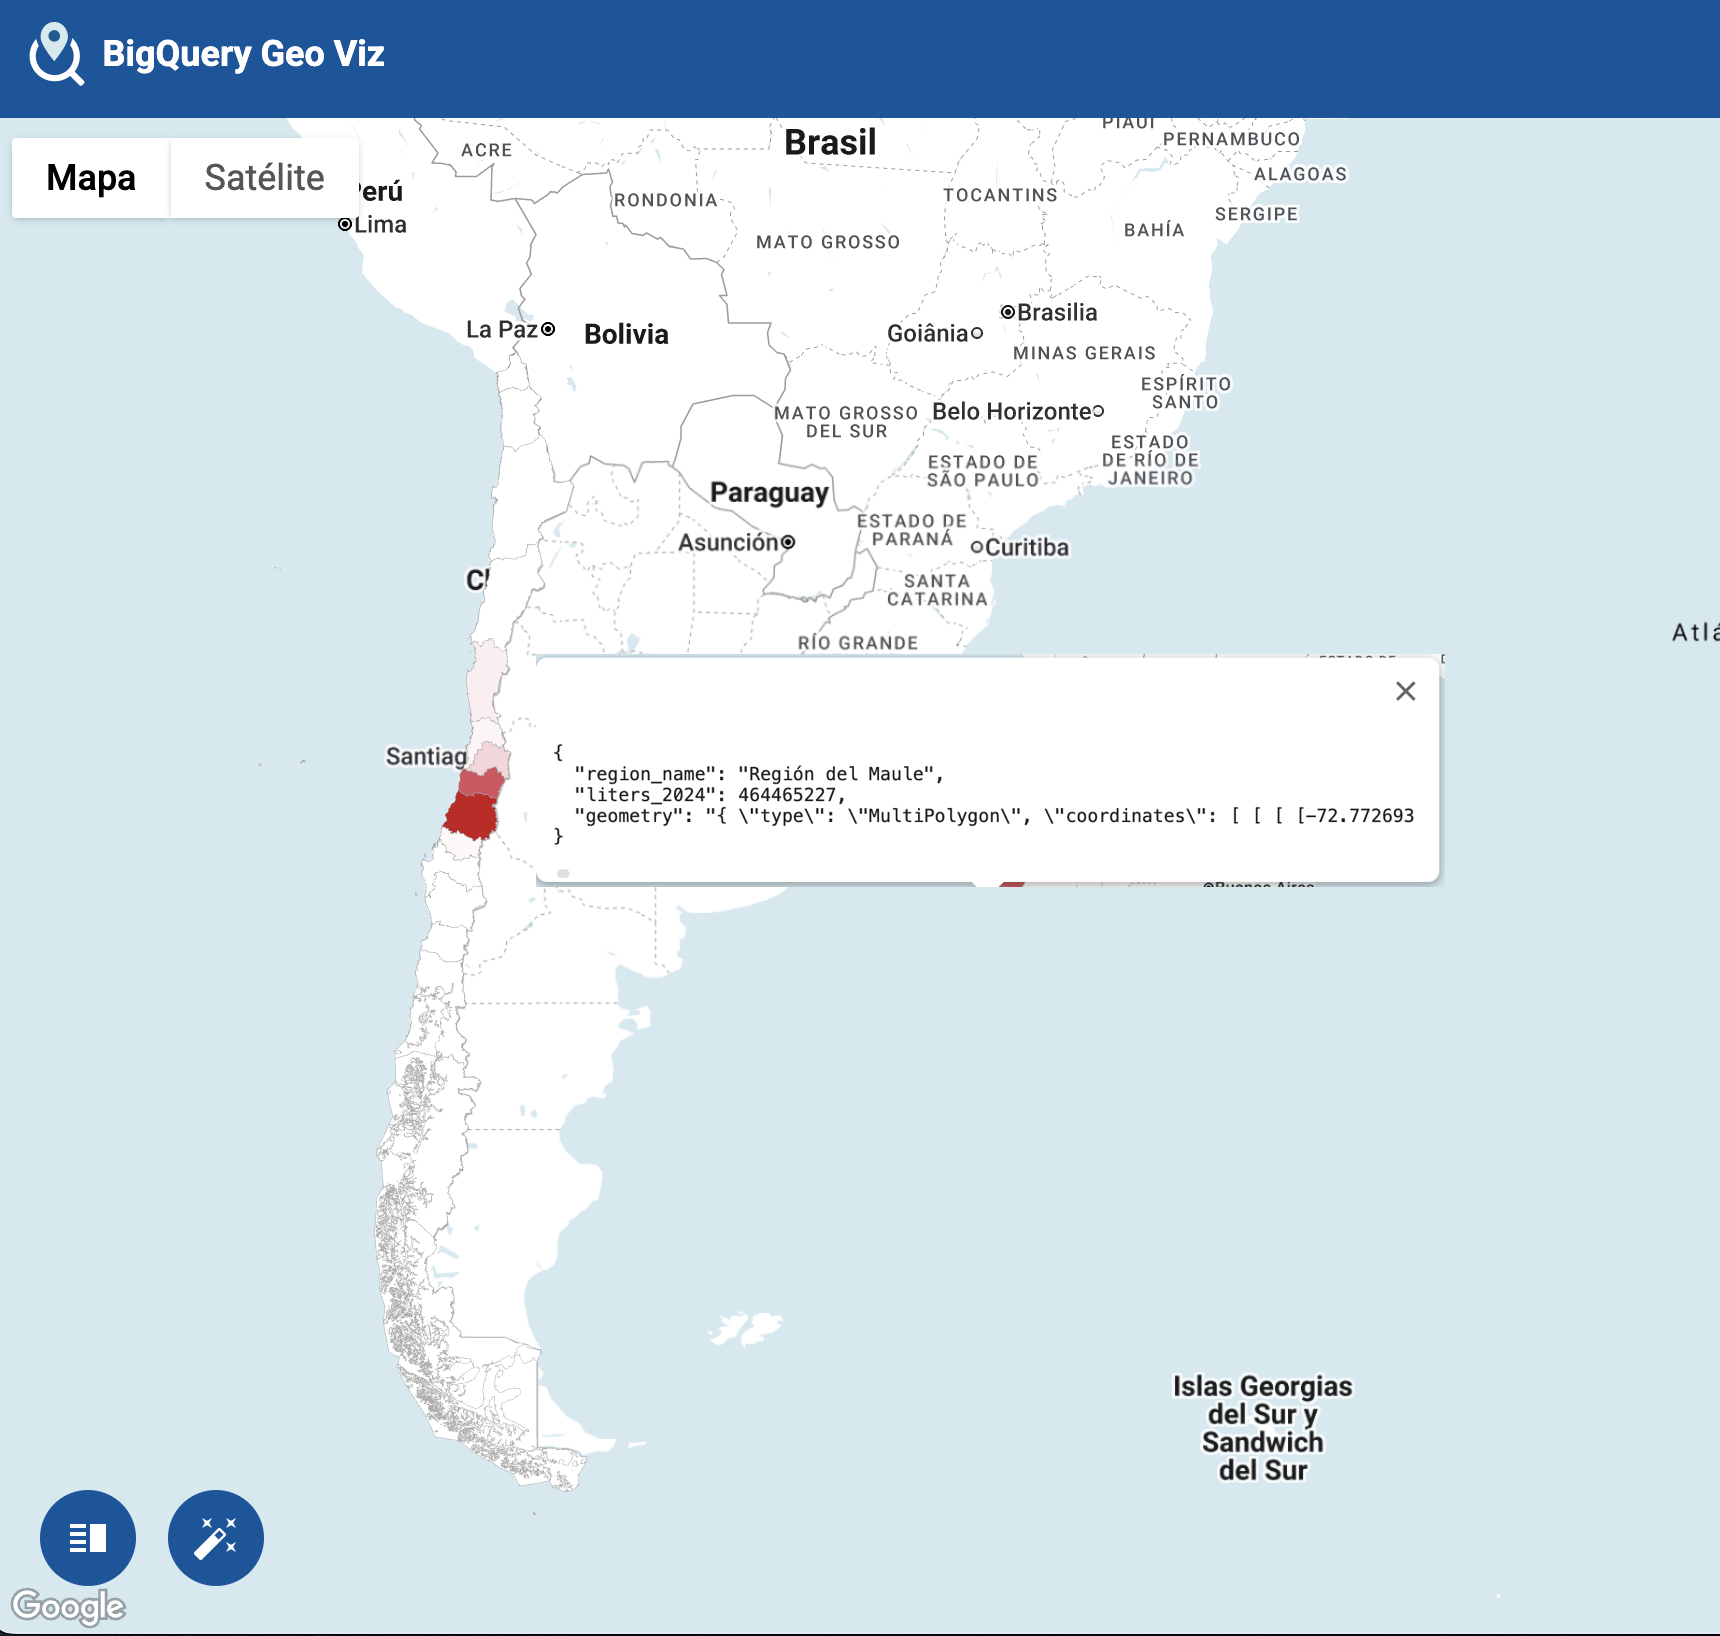 BigQuery Geo Viz
Mapa
Satélite
Brasil
PIAUÍ
PERNAMBUCO
ACRE
ALAGOAS
erú
RONDONIA
TOCANTINS
SERGIPE
Lima
BAHÍA
MATO GROSSO
Brasilia
La Paz
Bolivia
Goiânia
MINAS GERAIS
ESPÍRITO
SANTO
MATO GROSSO
DEL SUR
Belo Horizonte
ESTADO
DE RÍO DE
JANEIRO
ESTADO DE
SÃO PAULO
Paraguay
ESTADO DE
PARANÁ
Asunción
Curitiba
SANTA
CATARINA
RÍO GRANDE
Santiag
{
"region_name": "Región del Maule",
"liters_2024": 464465227,
"geometry": "{ \"type\": \"MultiPolygon\", \"coordinates\": [ [ [ [-72.772693
}
Buenos Aires
Islas Georgias
del Sur y
Sandwich
del Sur
Google